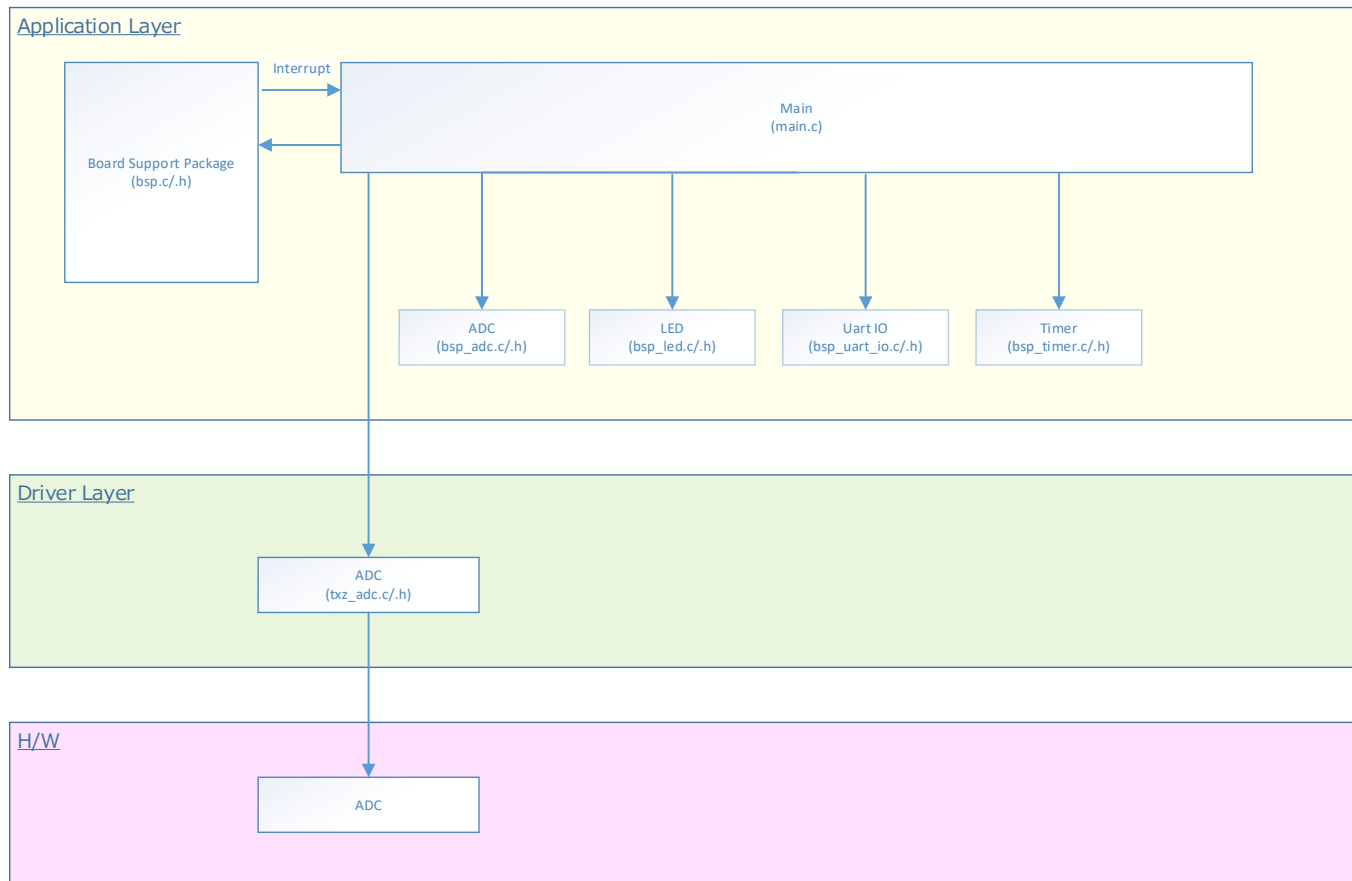 Application Layer
Interrupt
Main
(main.c)
Board Support Package
(bsp.c/.h)
ADC
(bsp_adc.c/.h)
LED
(bsp_led.c/.h)
Uart IO
(bsp_uart_io.c/.h)
Timer
(bsp_timer.c/.h)
Driver Layer
ADC
(txz_adc.c/.h)
H/W
ADC